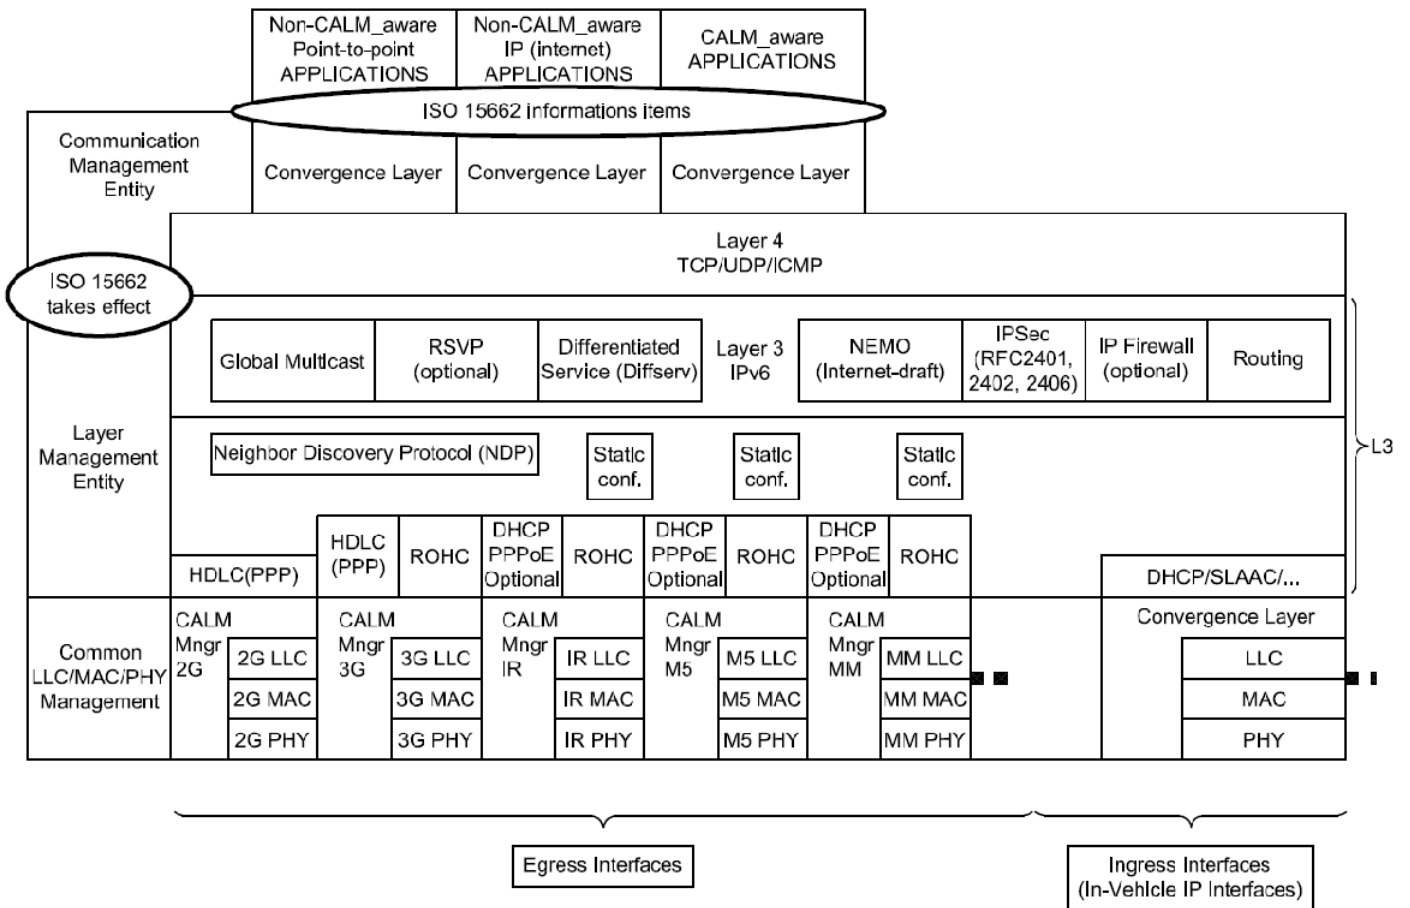 Non-CALM_aware
Point-to-point
APPLICATIONS
Non-CALM_aware
IP (internet)
APPLICATIONS
CALM_aware
APPLICATIONS
ISO 15662 informations items
Communication
Management
Entity
Convergence Layer
Convergence Layer
Convergence Layer
Layer 4
TCP/UDP/ICMP
ISO 15662
takes effect
Global Multicast
RSVP
(optional)
Differentiated
Service (Diffserv)
Layer 3
IPv6
NEMO
(Internet-draft)
IPSec
(RFC2401,
2402, 2406)
IP Firewall
(optional)
Routing
L3
Layer
Management
Entity
Neighbor Discovery Protocol (NDP)
Static
conf.
Static
conf.
Static
conf.
HDLC(PPP)
HDLC
(PPP)
ROHC
DHCP
PPPoE
Optional
ROHC
DHCP
PPPoE
Optional
ROHC
DHCP
PPPoE
Optional
ROHC
DHCP/SLAAC/...
Common
LLC/MAC/PHY
Management
CALM
Mngr
2G
2G LLC
2G MAC
2G PHY
CALM
Mngr
3G
3G LLC
3G MAC
3G PHY
CALM
Mngr
IR
IR LLC
IR MAC
IR PHY
CALM
Mngr
M5
M5 LLC
M5 MAC
M5 PHY
CALM
Mngr
MM
MM LLC
MM MAC
MM PHY
Convergence Layer
LLC
MAC
PHY
Egress Interfaces
Ingress Interfaces
(In-Vehicle IP Interfaces)